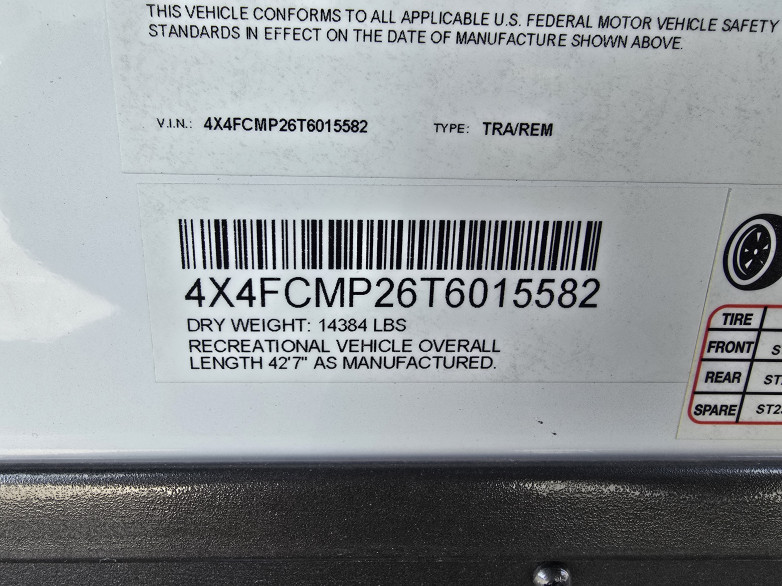 THIS VEHICLE CONFORMS TO ALL APPLICABLE U.S. FEDERAL MOTOR VEHICLE SAFETY
STANDARDS IN EFFECT ON THE DATE OF MANUFACTURE SHOWN ABOVE.
V.I.N.: 4X4FCMP26T6015582 TYPE: TRA/REM
4X4FCMP26T6015582
DRY WEIGHT: 14384 LBS
RECREATIONAL VEHICLE OVERALL
LENGTH 42'7" AS MANUFACTURED.
TIRE
FRONT
REAR
SPARE